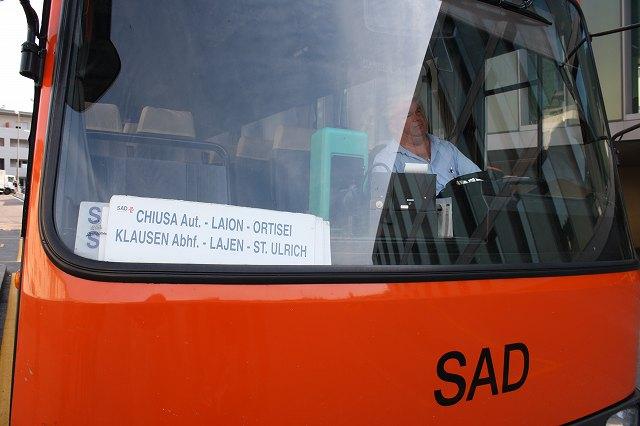 SAD
CHIUSA Aut. - LAION - ORTISEI
KLAUSEN Abhf. - LAJEN - ST. ULRICH
S
S
SAD